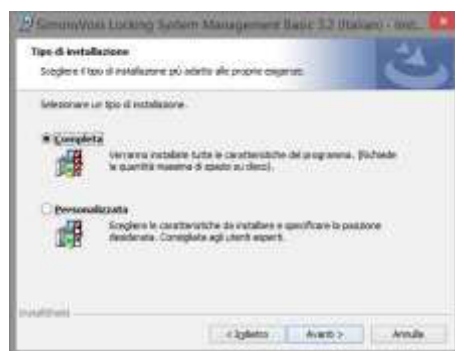 SimonsVoss Locking System Management Basic 3.2 (Italian) - Inst...
Tipo di installazione
Scegliere il tipo di installazione più adatto alle proprie esigenze.
Selezionare un tipo di installazione.
Completa
Verranno installate tutte le caratteristiche del programma. (Richiede
la quantità massima di spazio su disco).
Personalizzata
Scegliere le caratteristiche da installare e specificare la posizione
desiderata. Consigliata agli utenti esperti.
InstallShield
Avanti >
Annulla